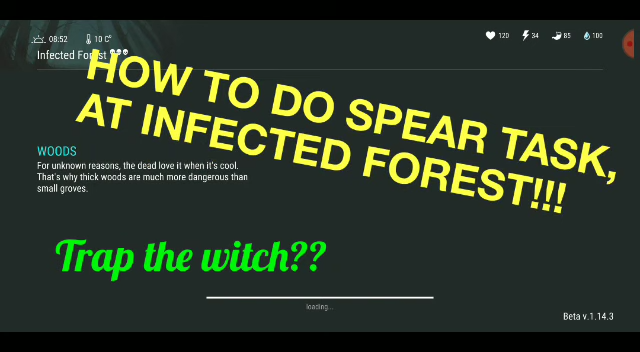 08:52 10 C° 120 34 85 100
Infected Forest
HOW TO DO SPEAR TASK,
AT INFECTED FOREST!!!
WOODS
For unknown reasons, the dead love it when it's cool.
That's why thick woods are much more dangerous than
small groves.
Trap the witch??
loading...
Beta v.1.14.3